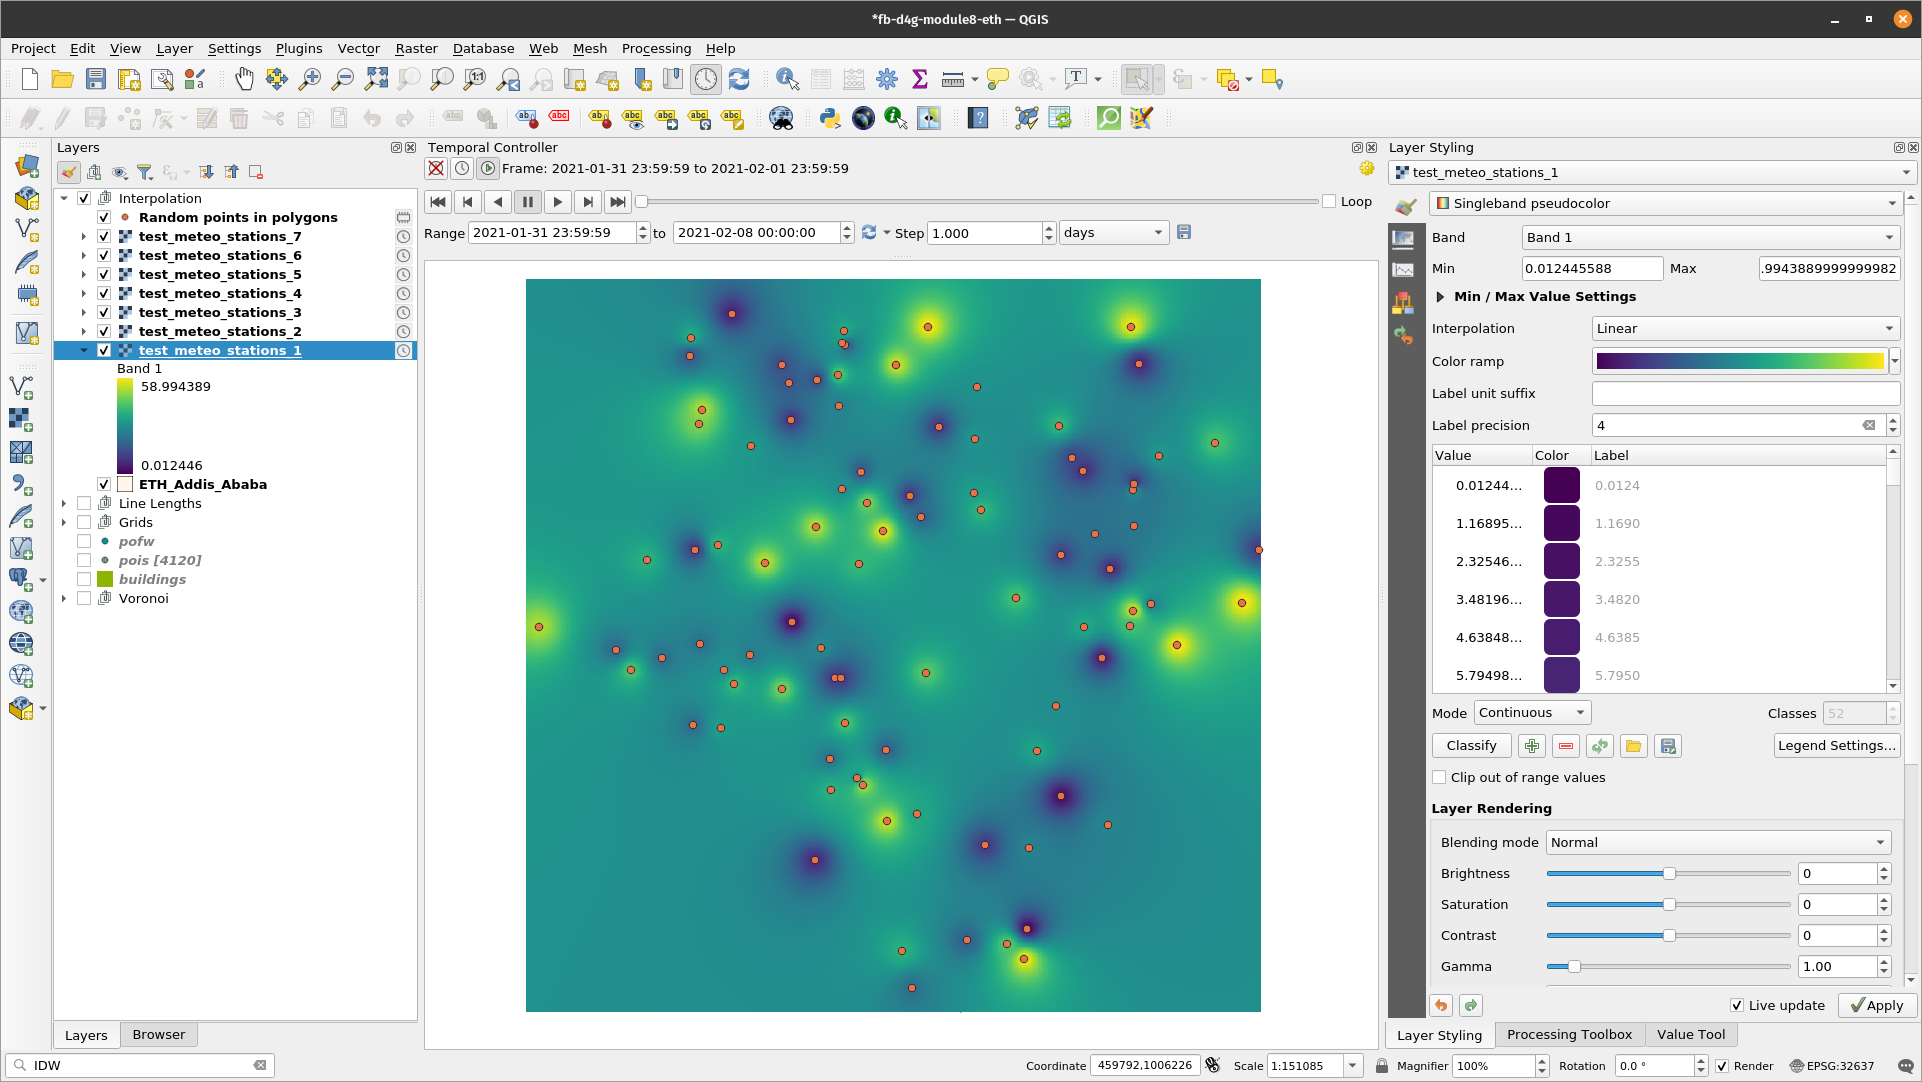 *fb-d4g-module8-eth — QGIS
Project Edit View Layer Settings Plugins Vector Raster Database Web Mesh Processing Help
Layers
Interpolation
Random points in polygons
test_meteo_stations_7
test_meteo_stations_6
test_meteo_stations_5
test_meteo_stations_4
test_meteo_stations_3
test_meteo_stations_2
test_meteo_stations_1
Band 1
58.994389
0.012446
ETH_Addis_Ababa
Line Lengths
Grids
pofw
pois [4120]
buildings
Voronoi
Layers Browser
Temporal Controller
Frame: 2021-01-31 23:59:59 to 2021-02-01 23:59:59
Loop
Range 2021-01-31 23:59:59 to 2021-02-08 00:00:00 Step 1.000 days
Layer Styling
test_meteo_stations_1
Singleband pseudocolor
Band Band 1
Min 0.012445588 Max .9943889999999982
Min / Max Value Settings
Interpolation Linear
Color ramp
Label unit suffix
Label precision 4
Value Color Label
0.01244... 0.0124
1.16895... 1.1690
2.32546... 2.3255
3.48196... 3.4820
4.63848... 4.6385
5.79498... 5.7950
Mode Continuous Classes 52
Classify Legend Settings...
Clip out of range values
Layer Rendering
Blending mode Normal
Brightness 0
Saturation 0
Contrast 0
Gamma 1.00
Live update Apply
Layer Styling Processing Toolbox Value Tool
IDW
Coordinate 459792,1006226 Scale 1:151085 Magnifier 100% Rotation 0.0 ° Render EPSG:32637